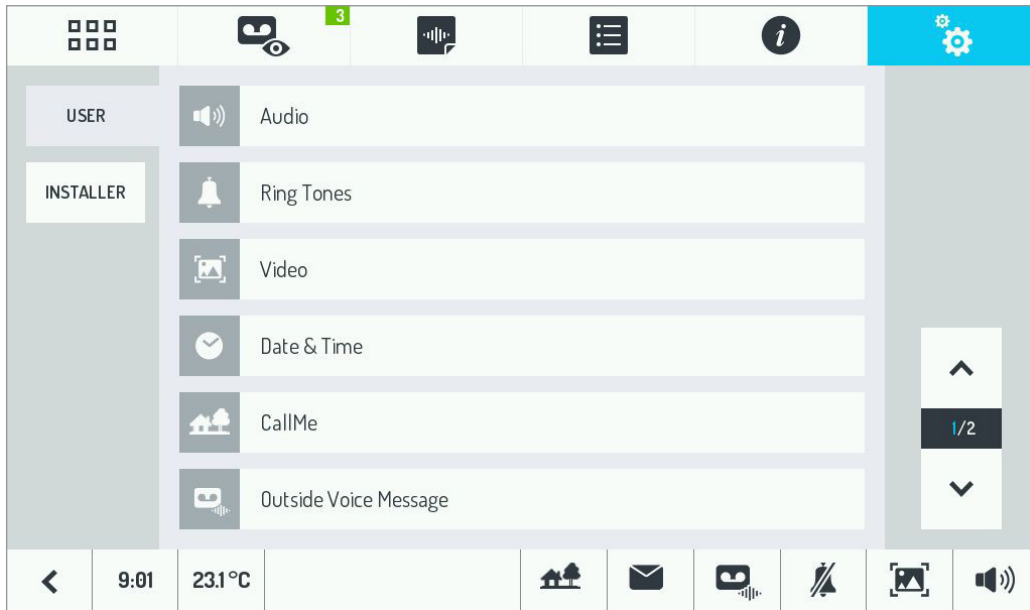 3
i
USER
INSTALLER
Audio
Ring Tones
Video
Date & Time
CallMe
Outside Voice Message
1/2
9:01
23.1 °C